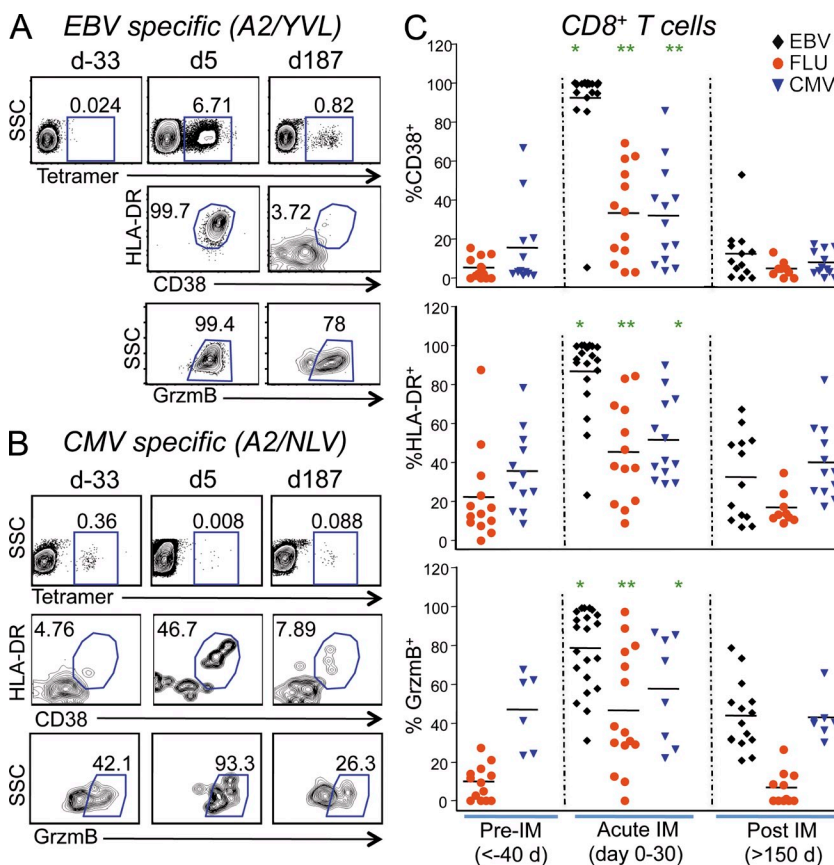 A
EBV specific (A2/YVL)
d-33 d5 d187
SSC
0.024 6.71 0.82
Tetramer
HLA-DR
99.7 3.72
CD38
SSC
99.4 78
GrzmB
B
CMV specific (A2/NLV)
d-33 d5 d187
SSC
0.36 0.008 0.088
Tetramer
HLA-DR
4.76 46.7 7.89
CD38
SSC
42.1 93.3 26.3
GrzmB
C
CD8+ T cells
EBV
FLU
CMV
* ** **
%CD38+
120
100
80
60
40
20
0
* ** *
%HLA-DR+
120
100
80
60
40
20
0
* ** *
% GrzmB+
120
100
80
60
40
20
0
Pre-IM Acute IM Post IM
(<-40 d) (day 0-30) (>150 d)